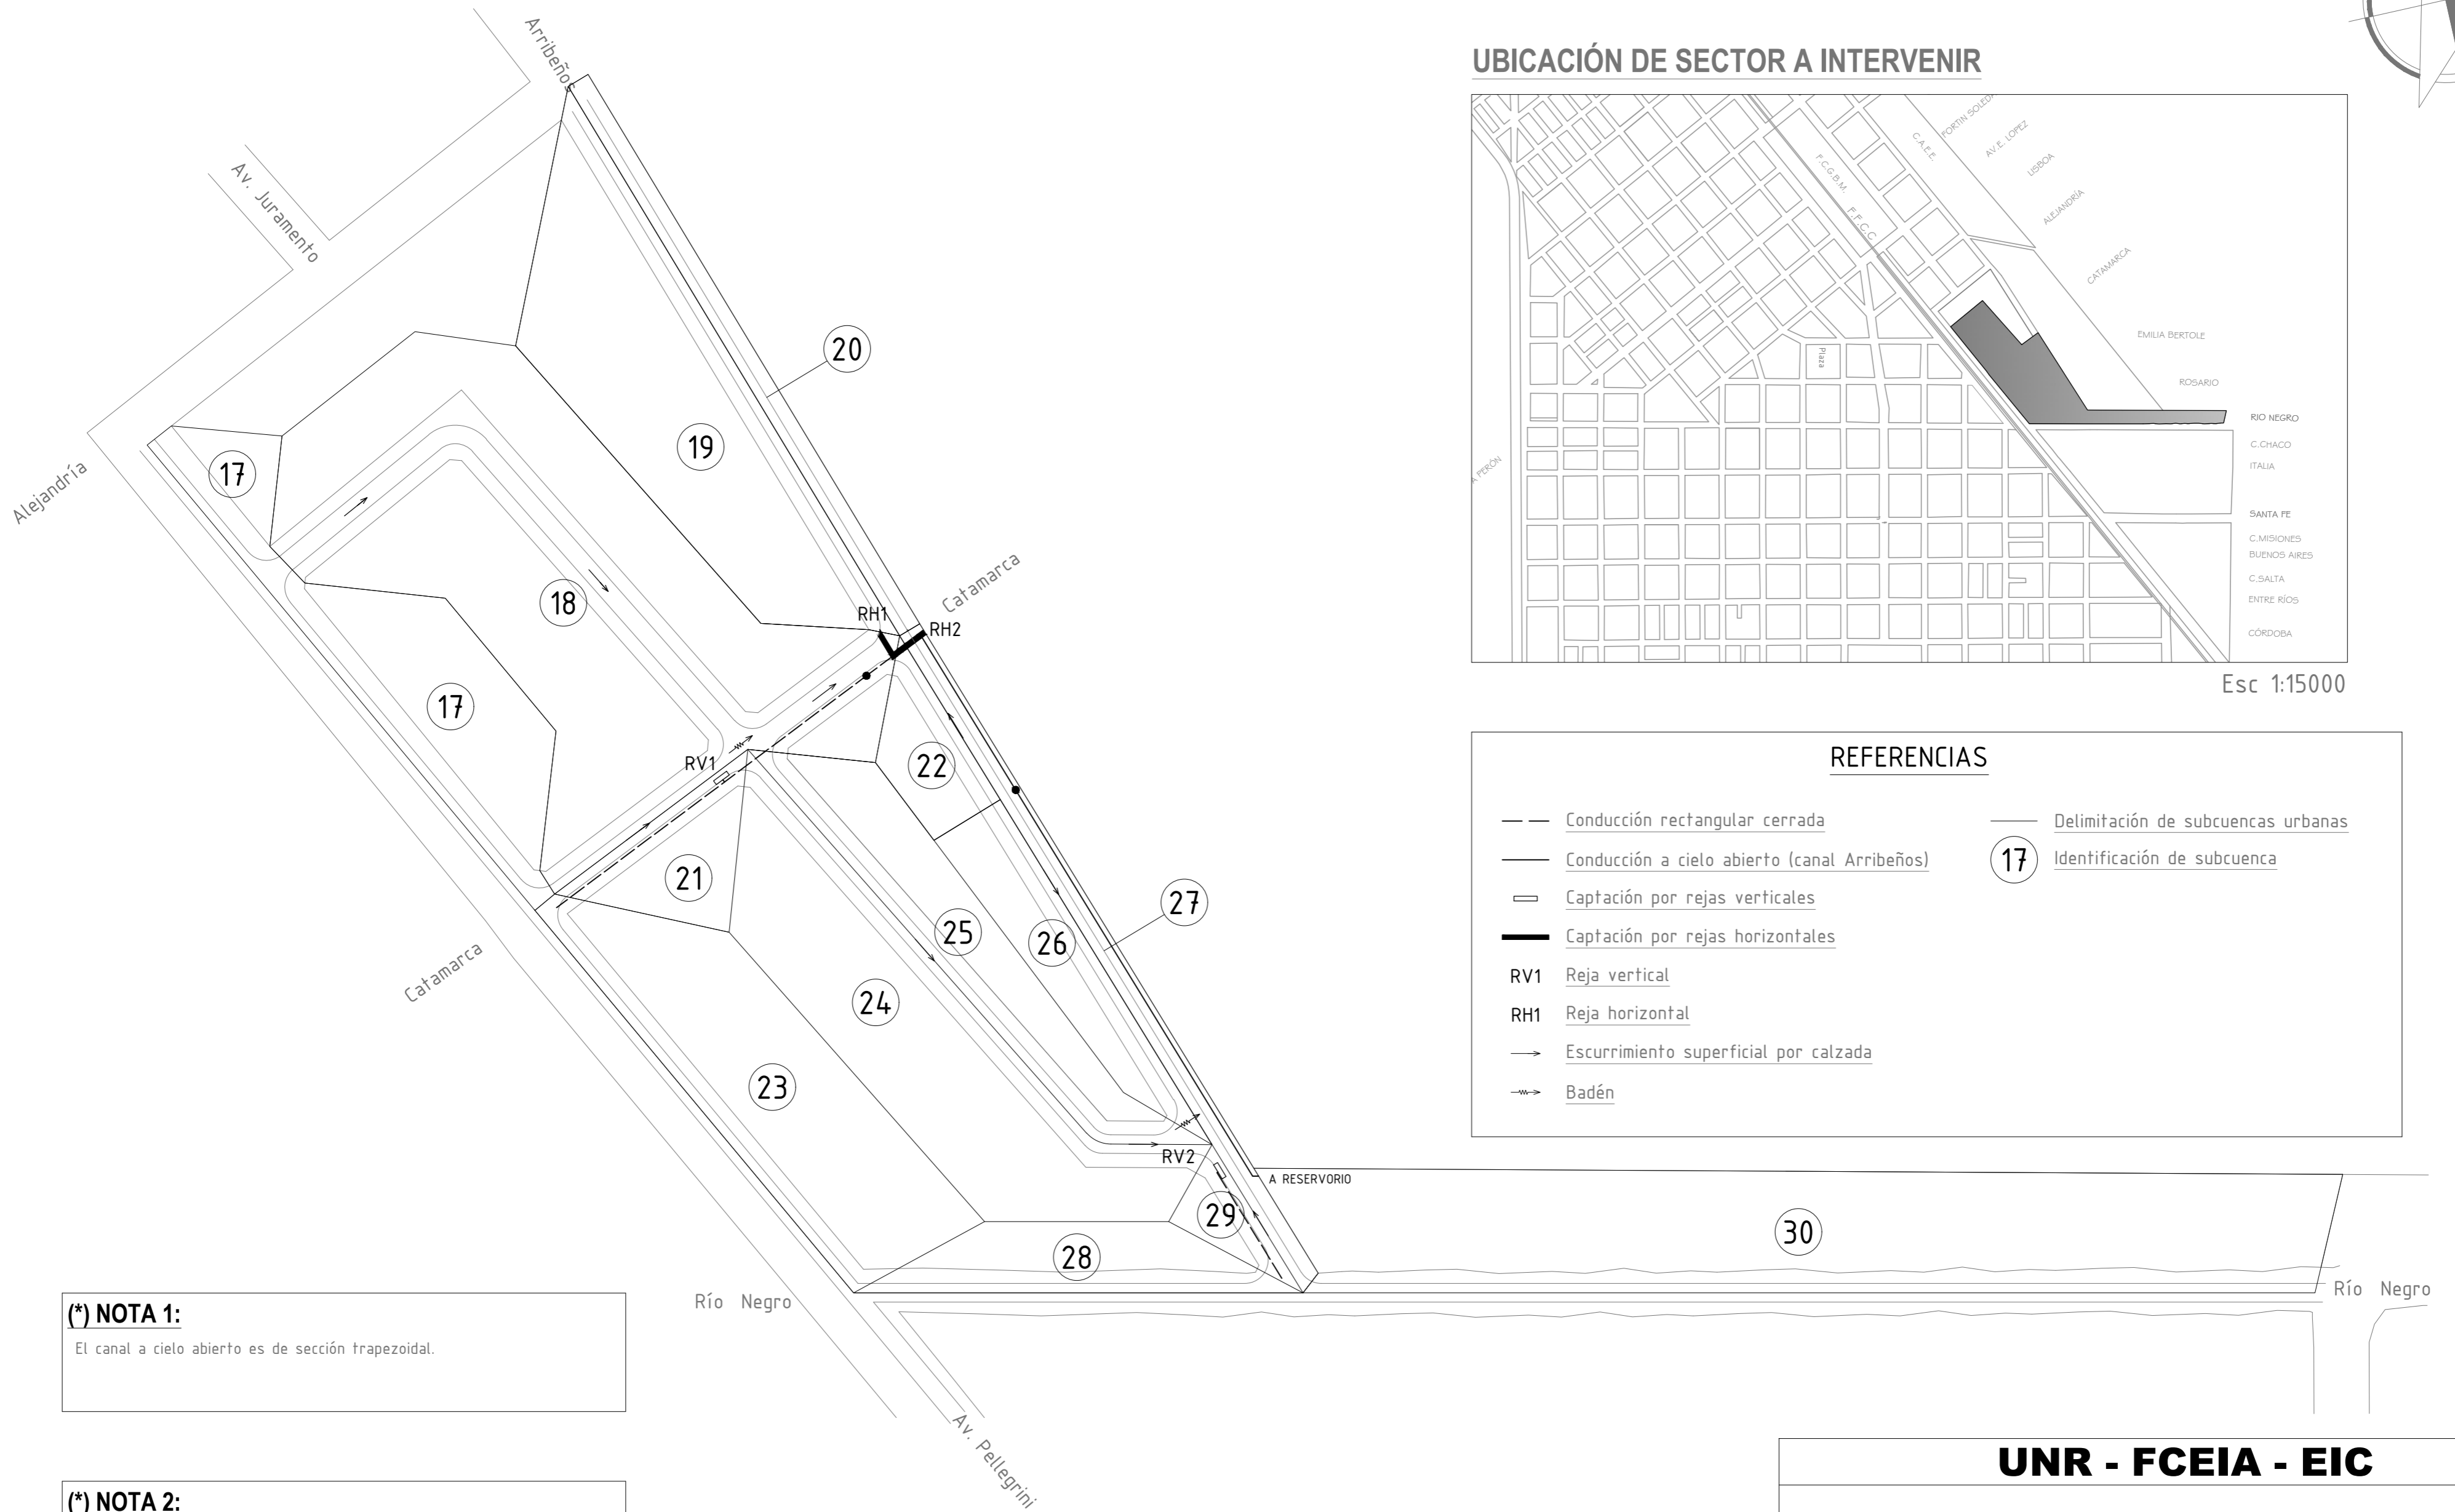 Arribeños
Av. Juramento
Alejandría
20
19
17
18
17
Catamarca
RH1
RH2
RV1
22
21
25
26
27
24
23
Catamarca
RV2
A RESERVORIO
29
28
30
Río Negro
Río Negro
Av. Pellegrini
UBICACIÓN DE SECTOR A INTERVENIR
FORTIN SOLED
C.A.E.E.
AV.E. LOPEZ
LISBOA
F.C.G.B.M.
ALEJANDRÍA
F.F.C.C.
CATAMARCA
EMILIA BERTOLE
Plaza
ROSARIO
RIO NEGRO
C.CHACO
ITALIA
A PERÓN
SANTA FE
C.MISIONES
BUENOS AIRES
C.SALTA
ENTRE RÍOS
CÓRDOBA
Esc 1:15000
REFERENCIAS
Conducción rectangular cerrada
Conducción a cielo abierto (canal Arribeños)
Captación por rejas verticales
Captación por rejas horizontales
RV1 Reja vertical
RH1 Reja horizontal
Escurrimiento superficial por calzada
Badén
Delimitación de subcuencas urbanas
17 Identificación de subcuenca
(*) NOTA 1:
El canal a cielo abierto es de sección trapezoidal.
(*) NOTA 2:
UNR - FCEIA - EIC